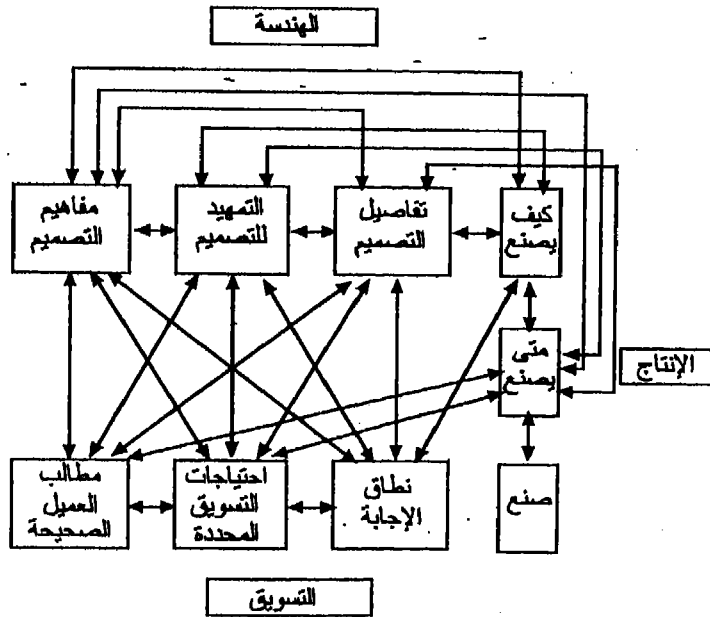 الهندسة
مفاهيم
التصميم
التمهيد
للتصميم
تفاصيل
التصميم
كيف
يصنع
متى
يصنع
الإنتاج
مطالب
العميل
الصحيحة
احتياجات
التسويق
المحددة
نطاق
الإجابة
صنع
التسويق